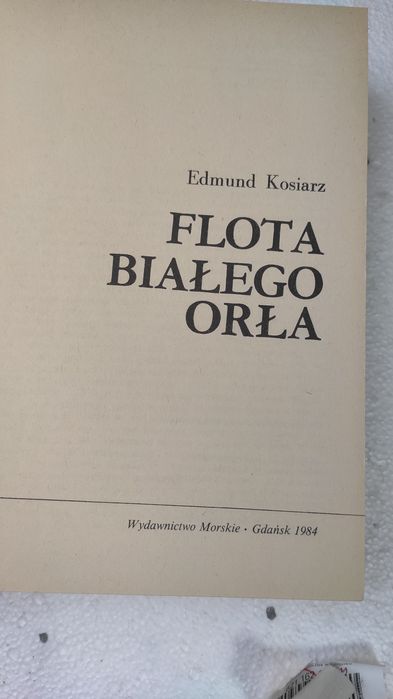 Edmund Kosiarz
FLOTA
BIAŁEGO
ORŁA
Wydawnictwo Morskie · Gdańsk 1984